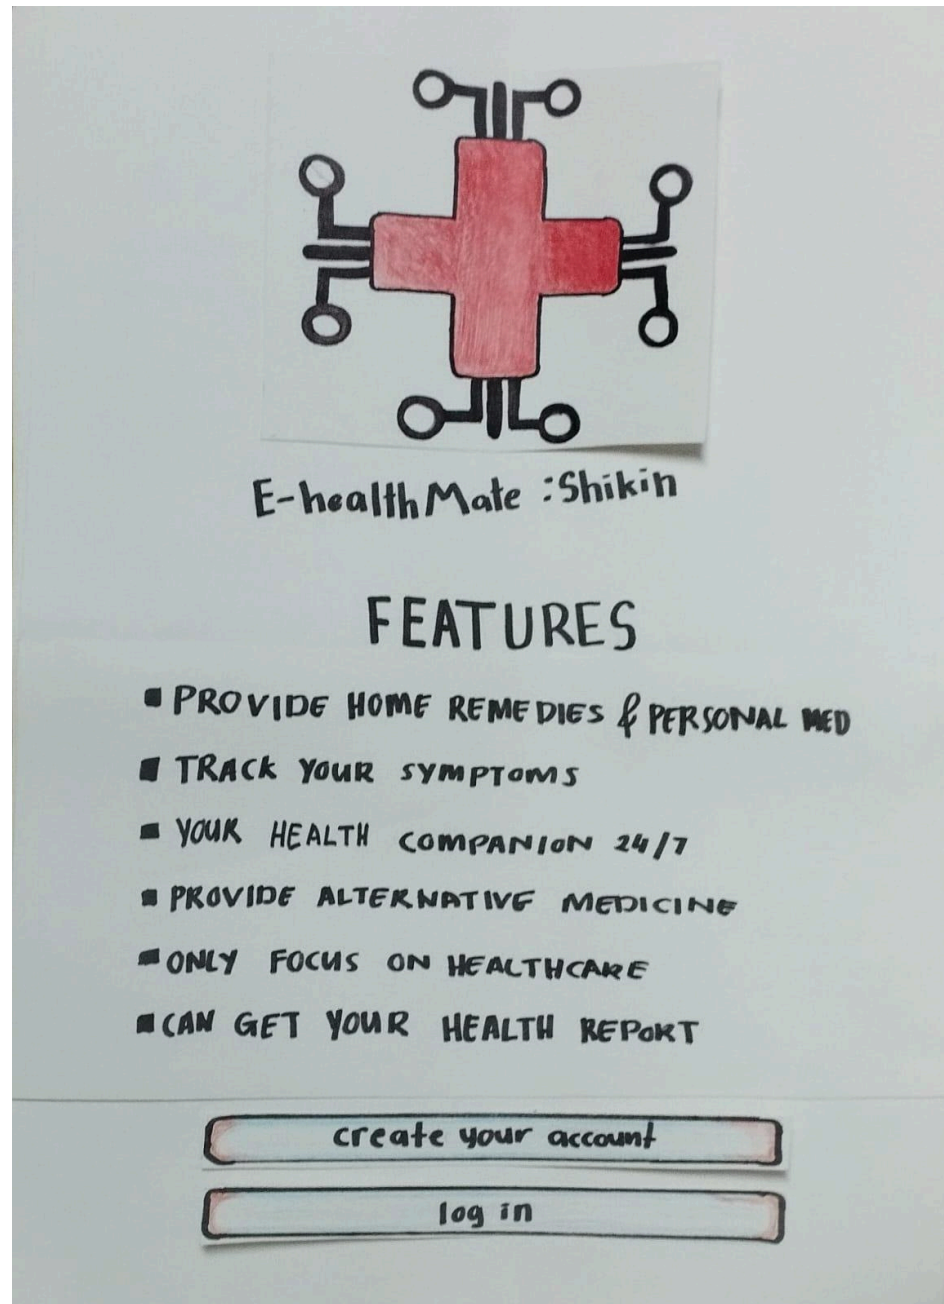 E-healthMate : Shikin
FEATURES
▪ PROVIDE HOME REMEDIES & PERSONAL MED
▪ TRACK YOUR SYMPTOMS
▪ YOUR HEALTH COMPANION 24/7
▪ PROVIDE ALTERNATIVE MEDICINE
▪ ONLY FOCUS ON HEALTHCARE
▪ CAN GET YOUR HEALTH REPORT
create your account
log in